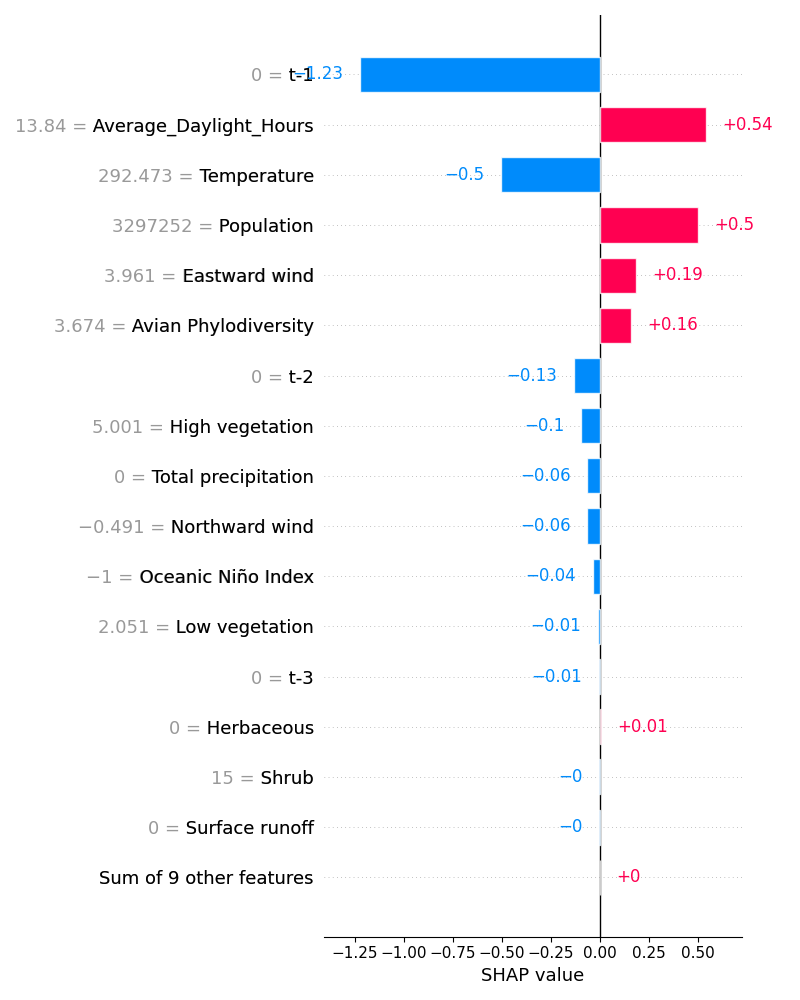 0 = t-1 −1.23
13.84 = Average_Daylight_Hours +0.54
292.473 = Temperature −0.5
3297252 = Population +0.5
3.961 = Eastward wind +0.19
3.674 = Avian Phylodiversity +0.16
0 = t-2 −0.13
5.001 = High vegetation −0.1
0 = Total precipitation −0.06
−0.491 = Northward wind −0.06
−1 = Oceanic Niño Index −0.04
2.051 = Low vegetation −0.01
0 = t-3 −0.01
0 = Herbaceous +0.01
15 = Shrub −0
0 = Surface runoff −0
Sum of 9 other features +0
−1.25 −1.00 −0.75 −0.50 −0.25 0.00 0.25 0.50
SHAP value